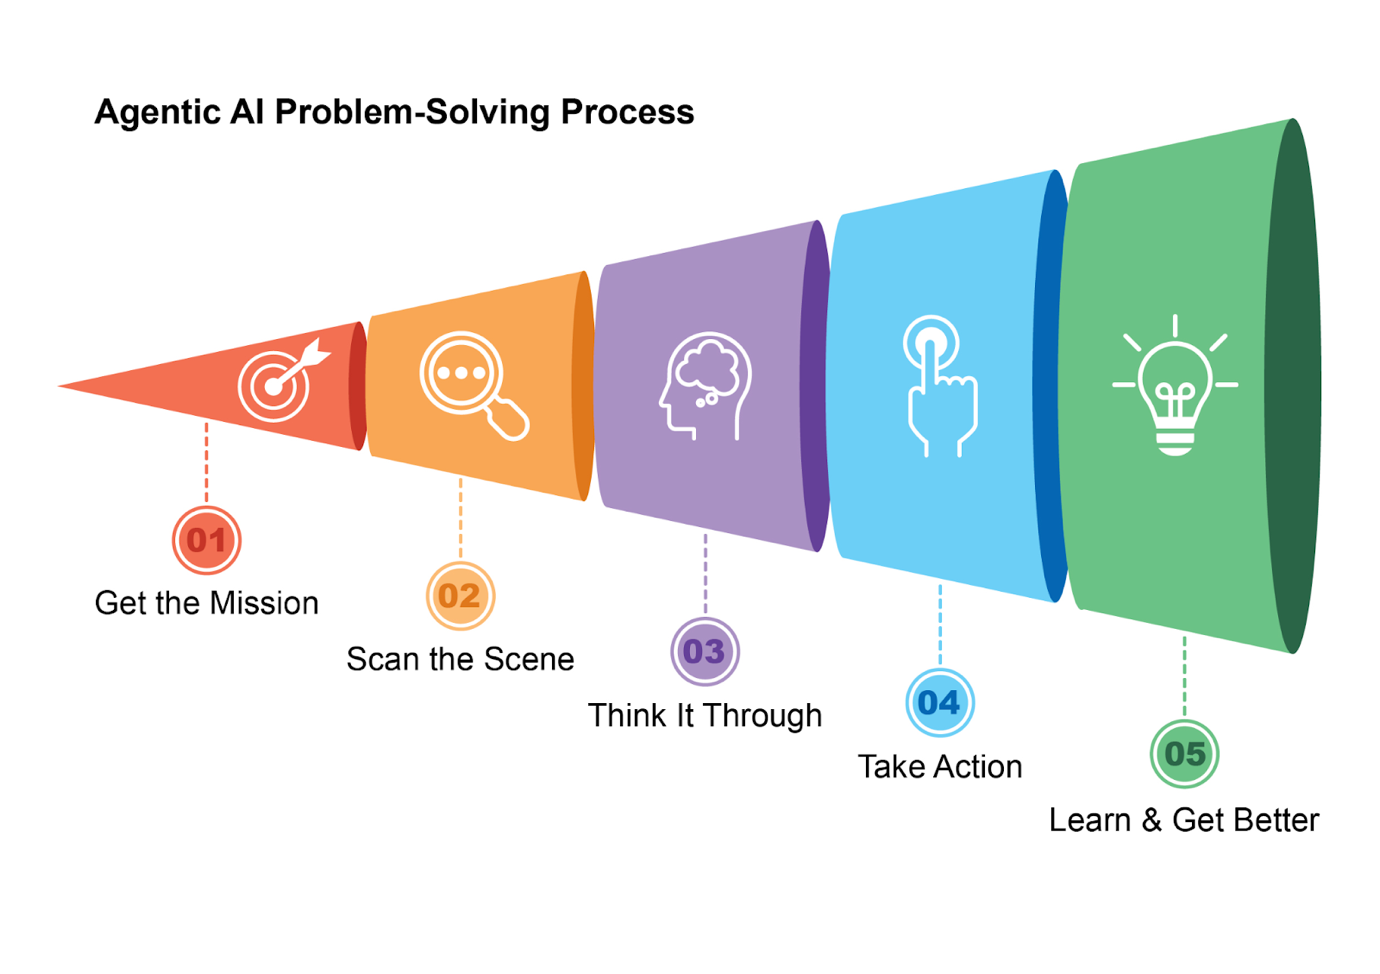 Agentic AI Problem-Solving Process
01
Get the Mission
02
Scan the Scene
03
Think It Through
04
Take Action
05
Learn & Get Better